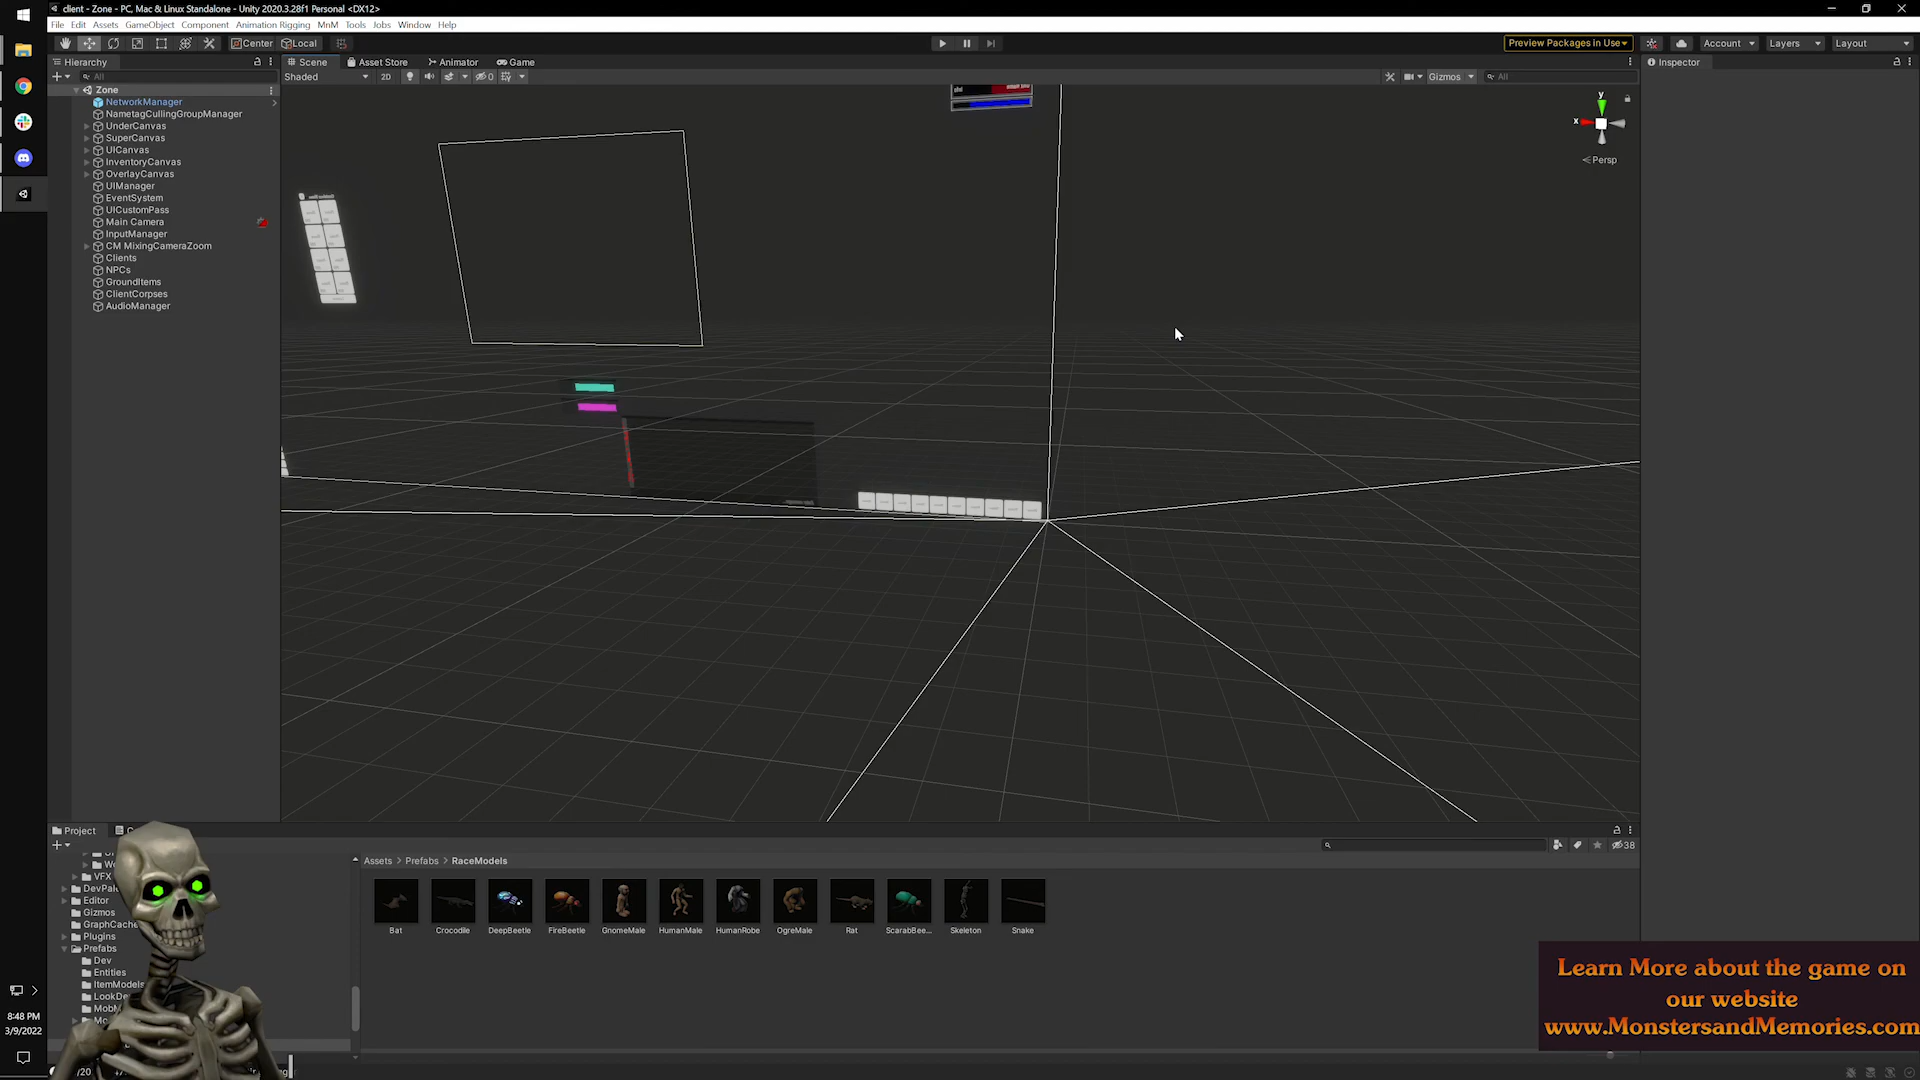 client - Zone - PC, Mac & Linux Standalone - Unity 2020.3.28f1 Personal <DX12>
File Edit Assets GameObject Component Animation Rigging MnM Tools Jobs Window Help
Center Local
Preview Packages in Use
Account Layers Layout
Hierarchy
Scene Asset Store Animator Game
Inspector
All
Shaded 2D 0 Gizmos All
Zone
NetworkManager
NametagCullingGroupManager
UnderCanvas
SuperCanvas
UICanvas
InventoryCanvas
OverlayCanvas
UIManager
EventSystem
UICustomPass
Main Camera
InputManager
CM MixingCameraZoom
Clients
NPCs
GroundItems
ClientCorpses
AudioManager
y
x
Persp
Project
Assets Prefabs RaceModels
38
VFX
DevPal
Editor
Gizmos
GraphCache
Plugins
Prefabs
Dev
Entities
ItemModels
LookDe
MobM
Bat Crocodile DeepBeetle FireBeetle GnomeMale HumanMale HumanRobe OgreMale Rat ScarabBee... Skeleton Snake
8:48 PM
3/9/2022
Learn More about the game on
our website
www.MonstersandMemories.com